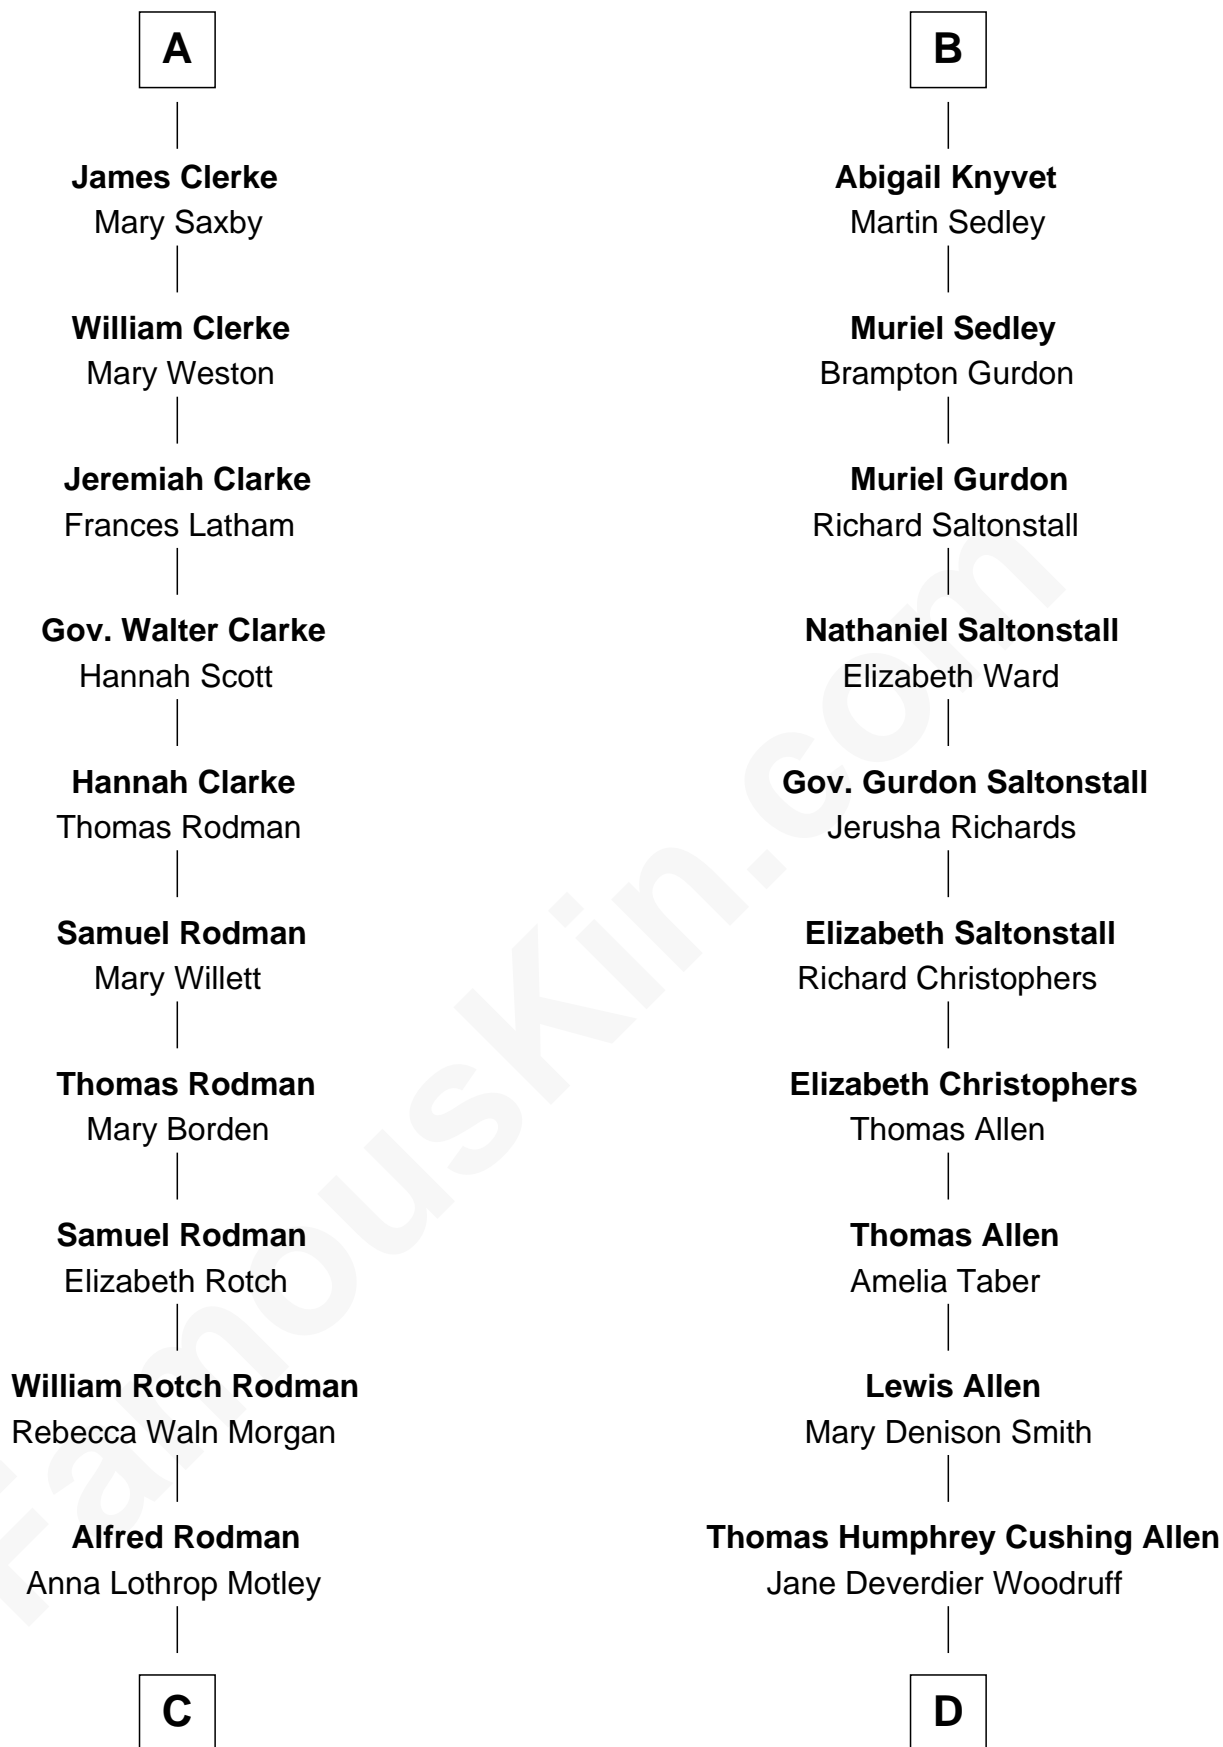 A
James Clerke
Mary Saxby
William Clerke
Mary Weston
Jeremiah Clarke
Frances Latham
Gov. Walter Clarke
Hannah Scott
Hannah Clarke
Thomas Rodman
Samuel Rodman
Mary Willett
Thomas Rodman
Mary Borden
Samuel Rodman
Elizabeth Rotch
William Rotch Rodman
Rebecca Waln Morgan
Alfred Rodman
Anna Lothrop Motley
C
B
Abigail Knyvet
Martin Sedley
Muriel Sedley
Brampton Gurdon
Muriel Gurdon
Richard Saltonstall
Nathaniel Saltonstall
Elizabeth Ward
Gov. Gurdon Saltonstall
Jerusha Richards
Elizabeth Saltonstall
Richard Christophers
Elizabeth Christophers
Thomas Allen
Thomas Allen
Amelia Taber
Lewis Allen
Mary Denison Smith
Thomas Humphrey Cushing Allen
Jane Deverdier Woodruff
D
FamousKin.com